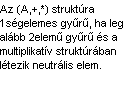 Az (A,+,*) struktúra
1ségelemes gyűrű, ha leg
alább 2elemű gyűrű és a
multiplikatív struktúrában
létezik neutrális elem.